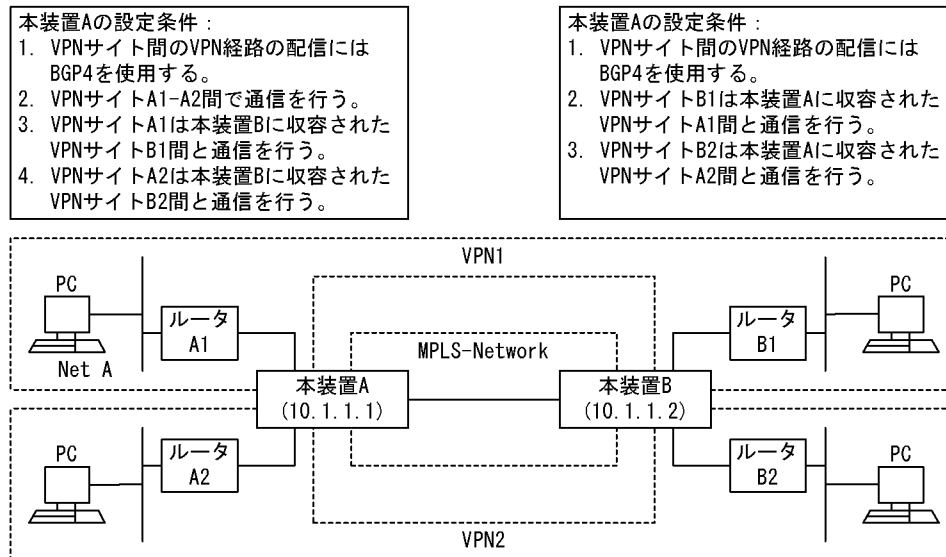 本装置Aの設定条件：
1. VPNサイト間のVPN経路の配信には
BGP4を使用する。
2. VPNサイトA1-A2間で通信を行う。
3. VPNサイトA1は本装置Bに収容された
VPNサイトB1間と通信を行う。
4. VPNサイトA2は本装置Bに収容された
VPNサイトB2間と通信を行う。
本装置Aの設定条件：
1. VPNサイト間のVPN経路の配信には
BGP4を使用する。
2. VPNサイトB1は本装置Aに収容された
VPNサイトA1間と通信を行う。
3. VPNサイトB2は本装置Aに収容された
VPNサイトA2間と通信を行う。
VPN1
PC
ルータ
A1
Net A
MPLS-Network
ルータ
B1
PC
本装置A
(10.1.1.1)
本装置B
(10.1.1.2)
PC
ルータ
A2
ルータ
B2
PC
VPN2